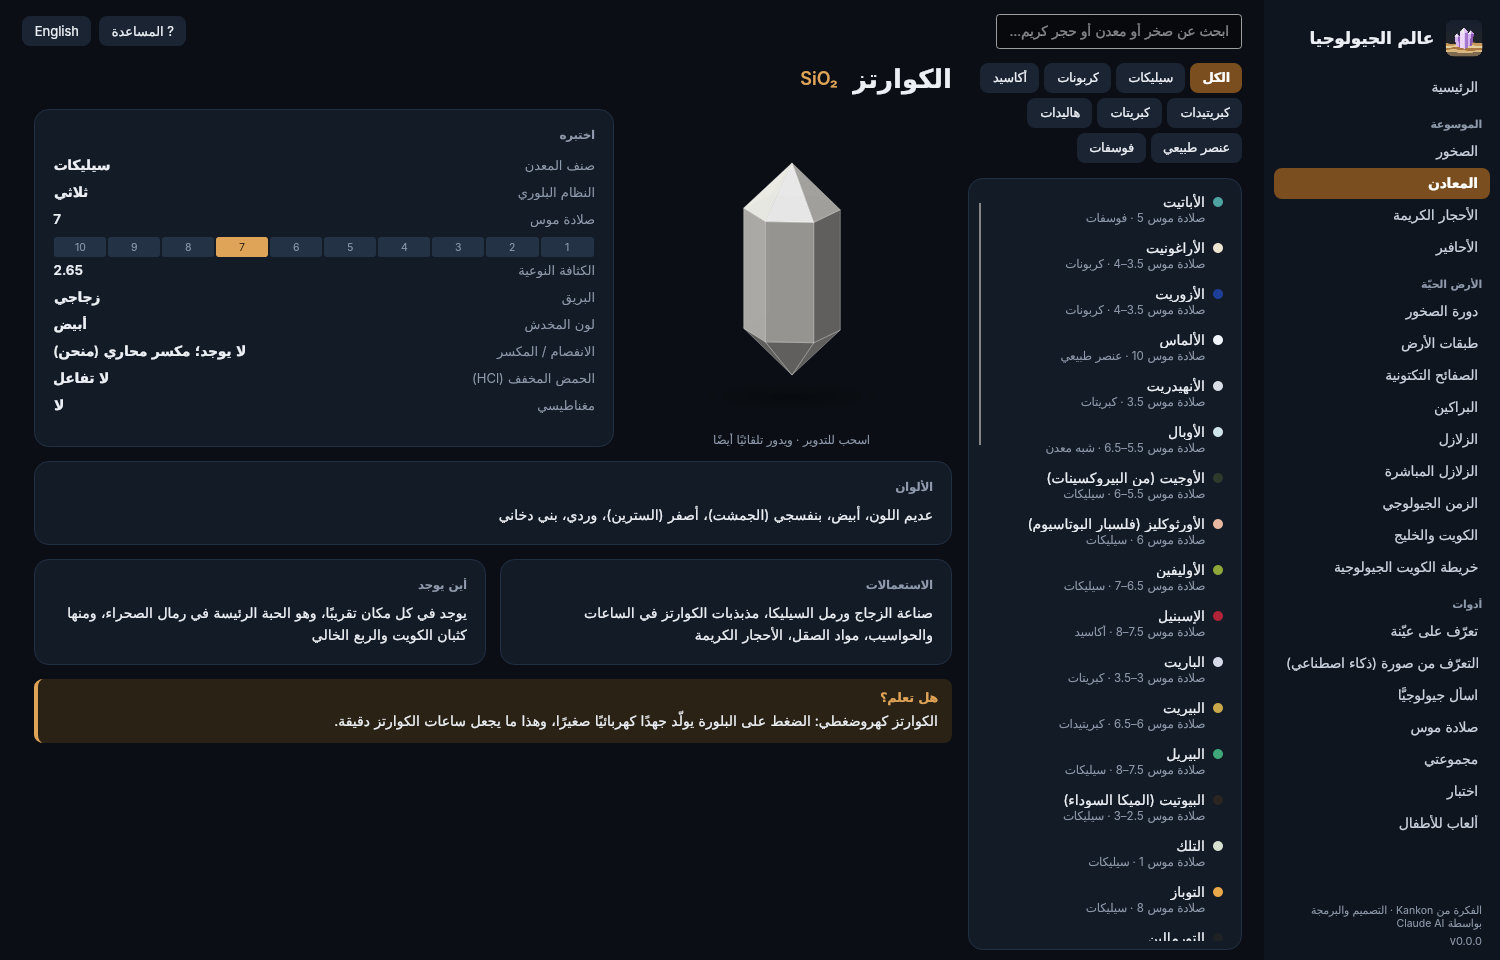 عالم الجيولوجيا
الرئيسية
الموسوعة
الصخور
المعادن
الأحجار الكريمة
الأحافير
الأرض الحيّة
دورة الصخور
طبقات الأرض
الصفائح التكتونية
البراكين
الزلازل
الزلازل المباشرة
الزمن الجيولوجي
الكويت والخليج
خريطة الكويت الجيولوجية
أدوات
تعرّف على عيّنة
التعرّف من صورة (ذكاء اصطناعي)
اسأل جيولوجيًّا
صلادة موس
مجموعتي
اختبار
ألعاب للأطفال
الفكرة من Kankon · التصميم والبرمجة
بواسطة Claude AI
v0.0.0
ابحث عن صخر أو معدن أو حجر كريم...
? المساعدة
English
الكل
سيليكات
كربونات
أكاسيد
كبريتيدات
كبريتات
هاليدات
عنصر طبيعي
فوسفات
الأباتيت
صلادة موس 5 · فوسفات
الأراغونيت
صلادة موس 3.5–4 · كربونات
الأزوريت
صلادة موس 3.5–4 · كربونات
الألماس
صلادة موس 10 · عنصر طبيعي
الأنهيدريت
صلادة موس 3.5 · كبريتات
الأوبال
صلادة موس 5.5–6.5 · شبه معدن
الأوجيت (من البيروكسينات)
صلادة موس 5.5–6 · سيليكات
الأورثوكليز (فلسبار البوتاسيوم)
صلادة موس 6 · سيليكات
الأوليفين
صلادة موس 6.5–7 · سيليكات
الإسبنيل
صلادة موس 7.5–8 · أكاسيد
الباريت
صلادة موس 3–3.5 · كبريتات
البيريت
صلادة موس 6–6.5 · كبريتيدات
البيريل
صلادة موس 7.5–8 · سيليكات
البيوتيت (الميكا السوداء)
صلادة موس 2.5–3 · سيليكات
التلك
صلادة موس 1 · سيليكات
التوباز
صلادة موس 8 · سيليكات
التورمالين
الكوارتز SiO₂
اسحب للتدوير · ويدور تلقائيًا أيضًا
اختبره
صنف المعدن سيليكات
النظام البلوري ثلاثي
صلادة موس 7
1 2 3 4 5 6 7 8 9 10
الكثافة النوعية 2.65
البريق زجاجي
لون المخدش أبيض
الانفصام / المكسر لا يوجد؛ مكسر محاري (منحن)
الحمض المخفف (HCl) لا تفاعل
مغناطيسي لا
الألوان
عديم اللون، أبيض، بنفسجي (الجمشت)، أصفر (السترين)، وردي، بني دخاني
الاستعمالات
صناعة الزجاج ورمل السيليكا، مذبذبات الكوارتز في الساعات
والحواسيب، مواد الصقل، الأحجار الكريمة
أين يوجد
يوجد في كل مكان تقريبًا، وهو الحبة الرئيسة في رمال الصحراء، ومنها
كثبان الكويت والربع الخالي
هل تعلم؟
الكوارتز كهروضغطي: الضغط على البلورة يولّد جهدًا كهربائيًا صغيرًا، وهذا ما يجعل ساعات الكوارتز دقيقة.